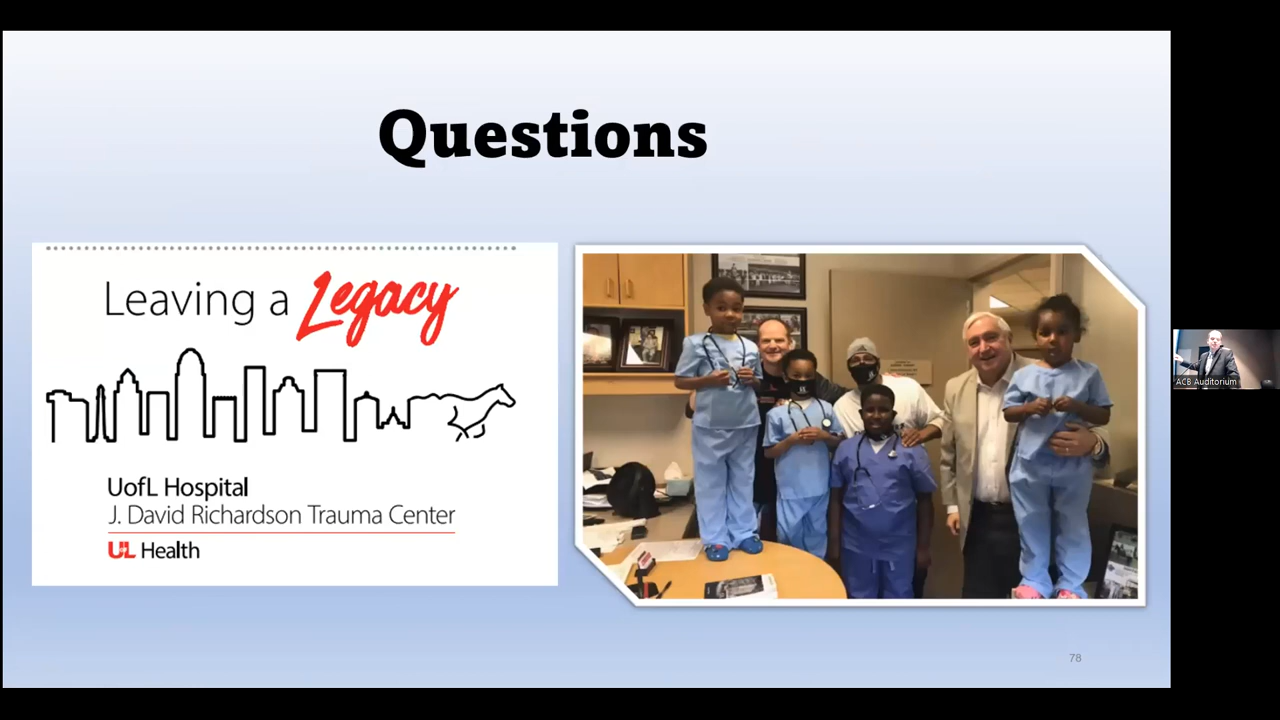 Questions
Leaving a Legacy
UofL Hospital
J. David Richardson Trauma Center
UL Health
78
ACB Auditorium